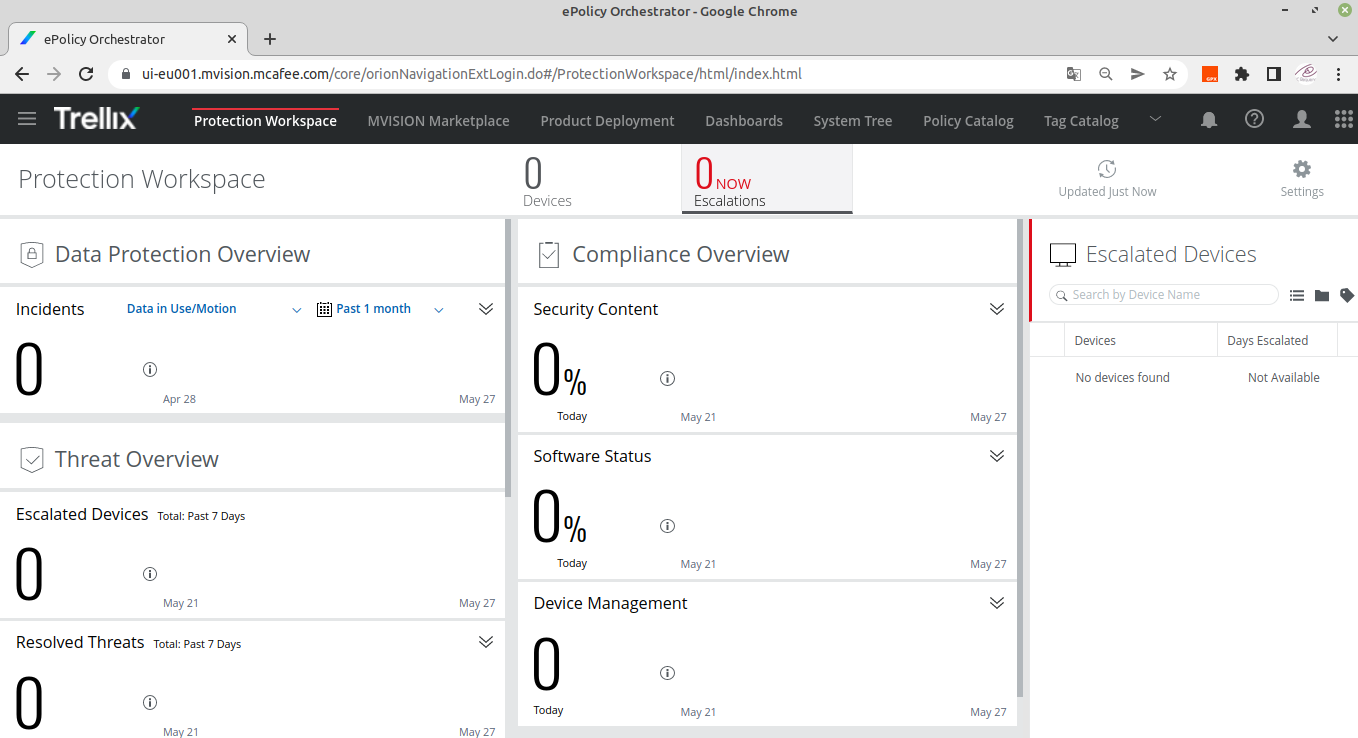 ePolicy Orchestrator - Google Chrome
ePolicy Orchestrator
ui-eu001.mvision.mcafee.com/core/orionNavigationExtLogin.do#/ProtectionWorkspace/html/index.html
Trellix
Protection Workspace
MVISION Marketplace
Product Deployment
Dashboards
System Tree
Policy Catalog
Tag Catalog
Protection Workspace
0
Devices
0 NOW
Escalations
Updated Just Now
Settings
Data Protection Overview
Incidents
Data in Use/Motion
Past 1 month
0
Apr 28
May 27
Threat Overview
Escalated Devices Total: Past 7 Days
0
May 21
May 27
Resolved Threats Total: Past 7 Days
0
May 21
May 27
Compliance Overview
Security Content
0%
Today
May 21
May 27
Software Status
0%
Today
May 21
May 27
Device Management
0
Today
May 21
May 27
Escalated Devices
Search by Device Name
Devices
Days Escalated
No devices found
Not Available